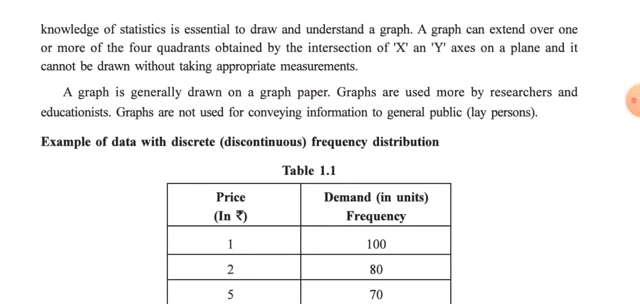 knowledge of statistics is essential to draw and understand a graph. A graph can extend over one
or more of the four quadrants obtained by the intersection of 'X' an 'Y' axes on a plane and it
cannot be drawn without taking appropriate measurements.
A graph is generally drawn on a graph paper. Graphs are used more by researchers and
educationists. Graphs are not used for conveying information to general public (lay persons).
Example of data with discrete (discontinuous) frequency distribution
Table 1.1
Price Demand (in units)
(In ₹) Frequency
1 100
2 80
5 70